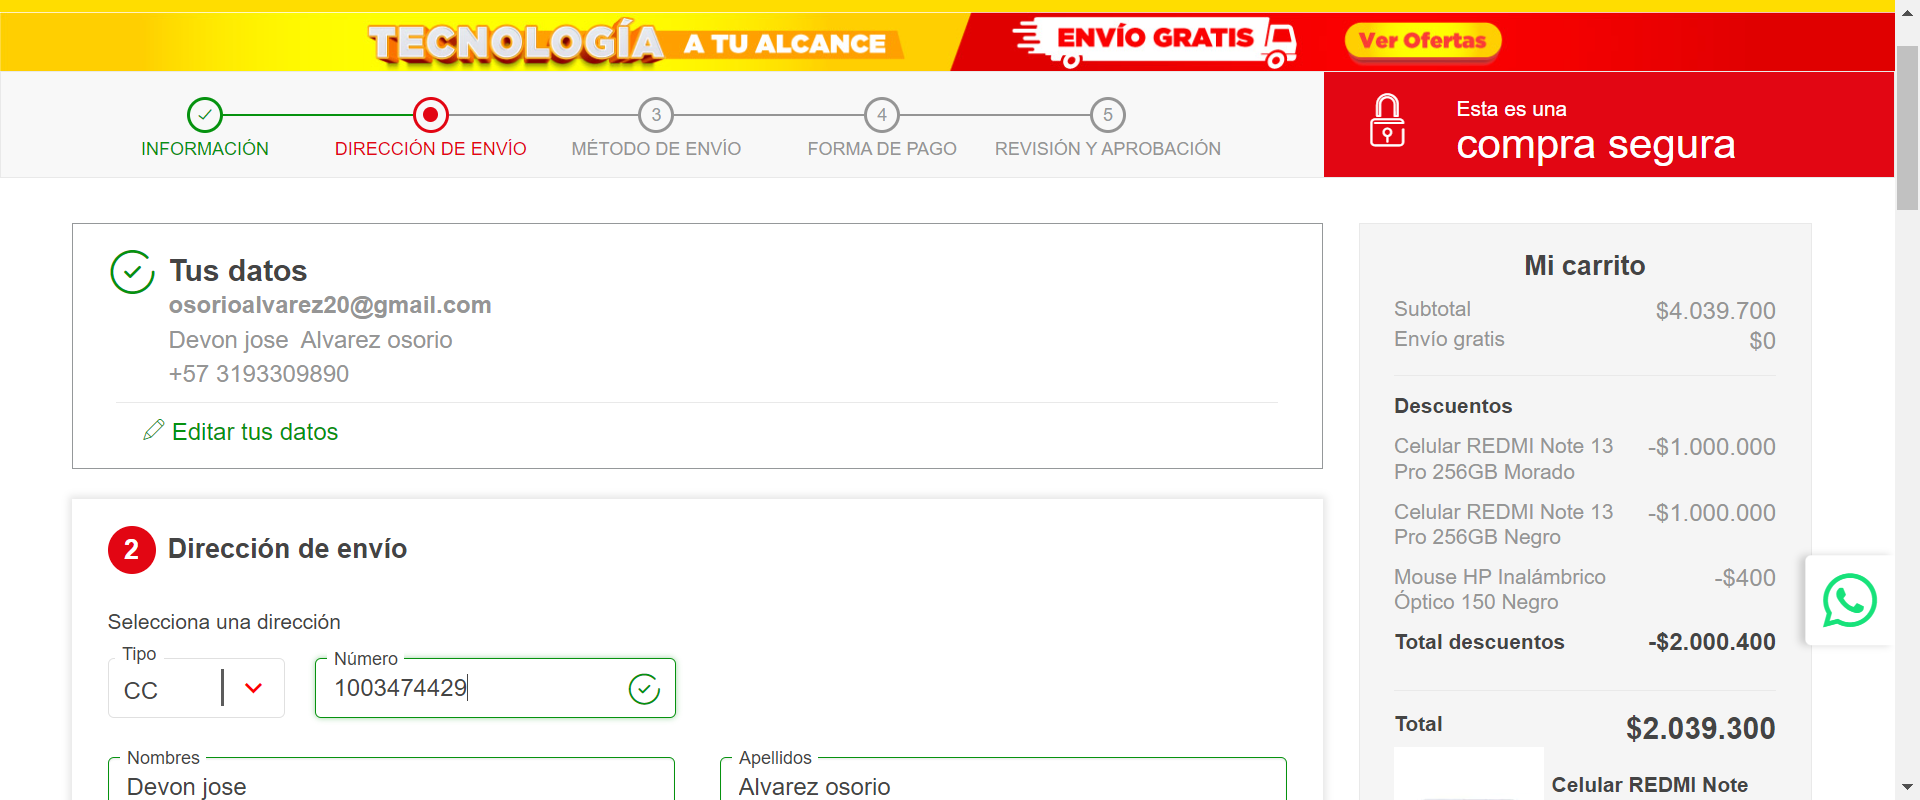 TECNOLOGÍA A TU ALCANCE ENVÍO GRATIS Ver Ofertas
3 4 5
INFORMACIÓN DIRECCIÓN DE ENVÍO MÉTODO DE ENVÍO FORMA DE PAGO REVISIÓN Y APROBACIÓN
Esta es una
compra segura
Tus datos
osorioalvarez20@gmail.com
Devon jose Alvarez osorio
+57 3193309890
Editar tus datos
2 Dirección de envío
Selecciona una dirección
Tipo
CC
Número
1003474429
Nombres
Devon jose
Apellidos
Alvarez osorio
Mi carrito
Subtotal $4.039.700
Envío gratis $0
Descuentos
Celular REDMI Note 13 -$1.000.000
Pro 256GB Morado
Celular REDMI Note 13 -$1.000.000
Pro 256GB Negro
Mouse HP Inalámbrico -$400
Óptico 150 Negro
Total descuentos -$2.000.400
Total $2.039.300
Celular REDMI Note